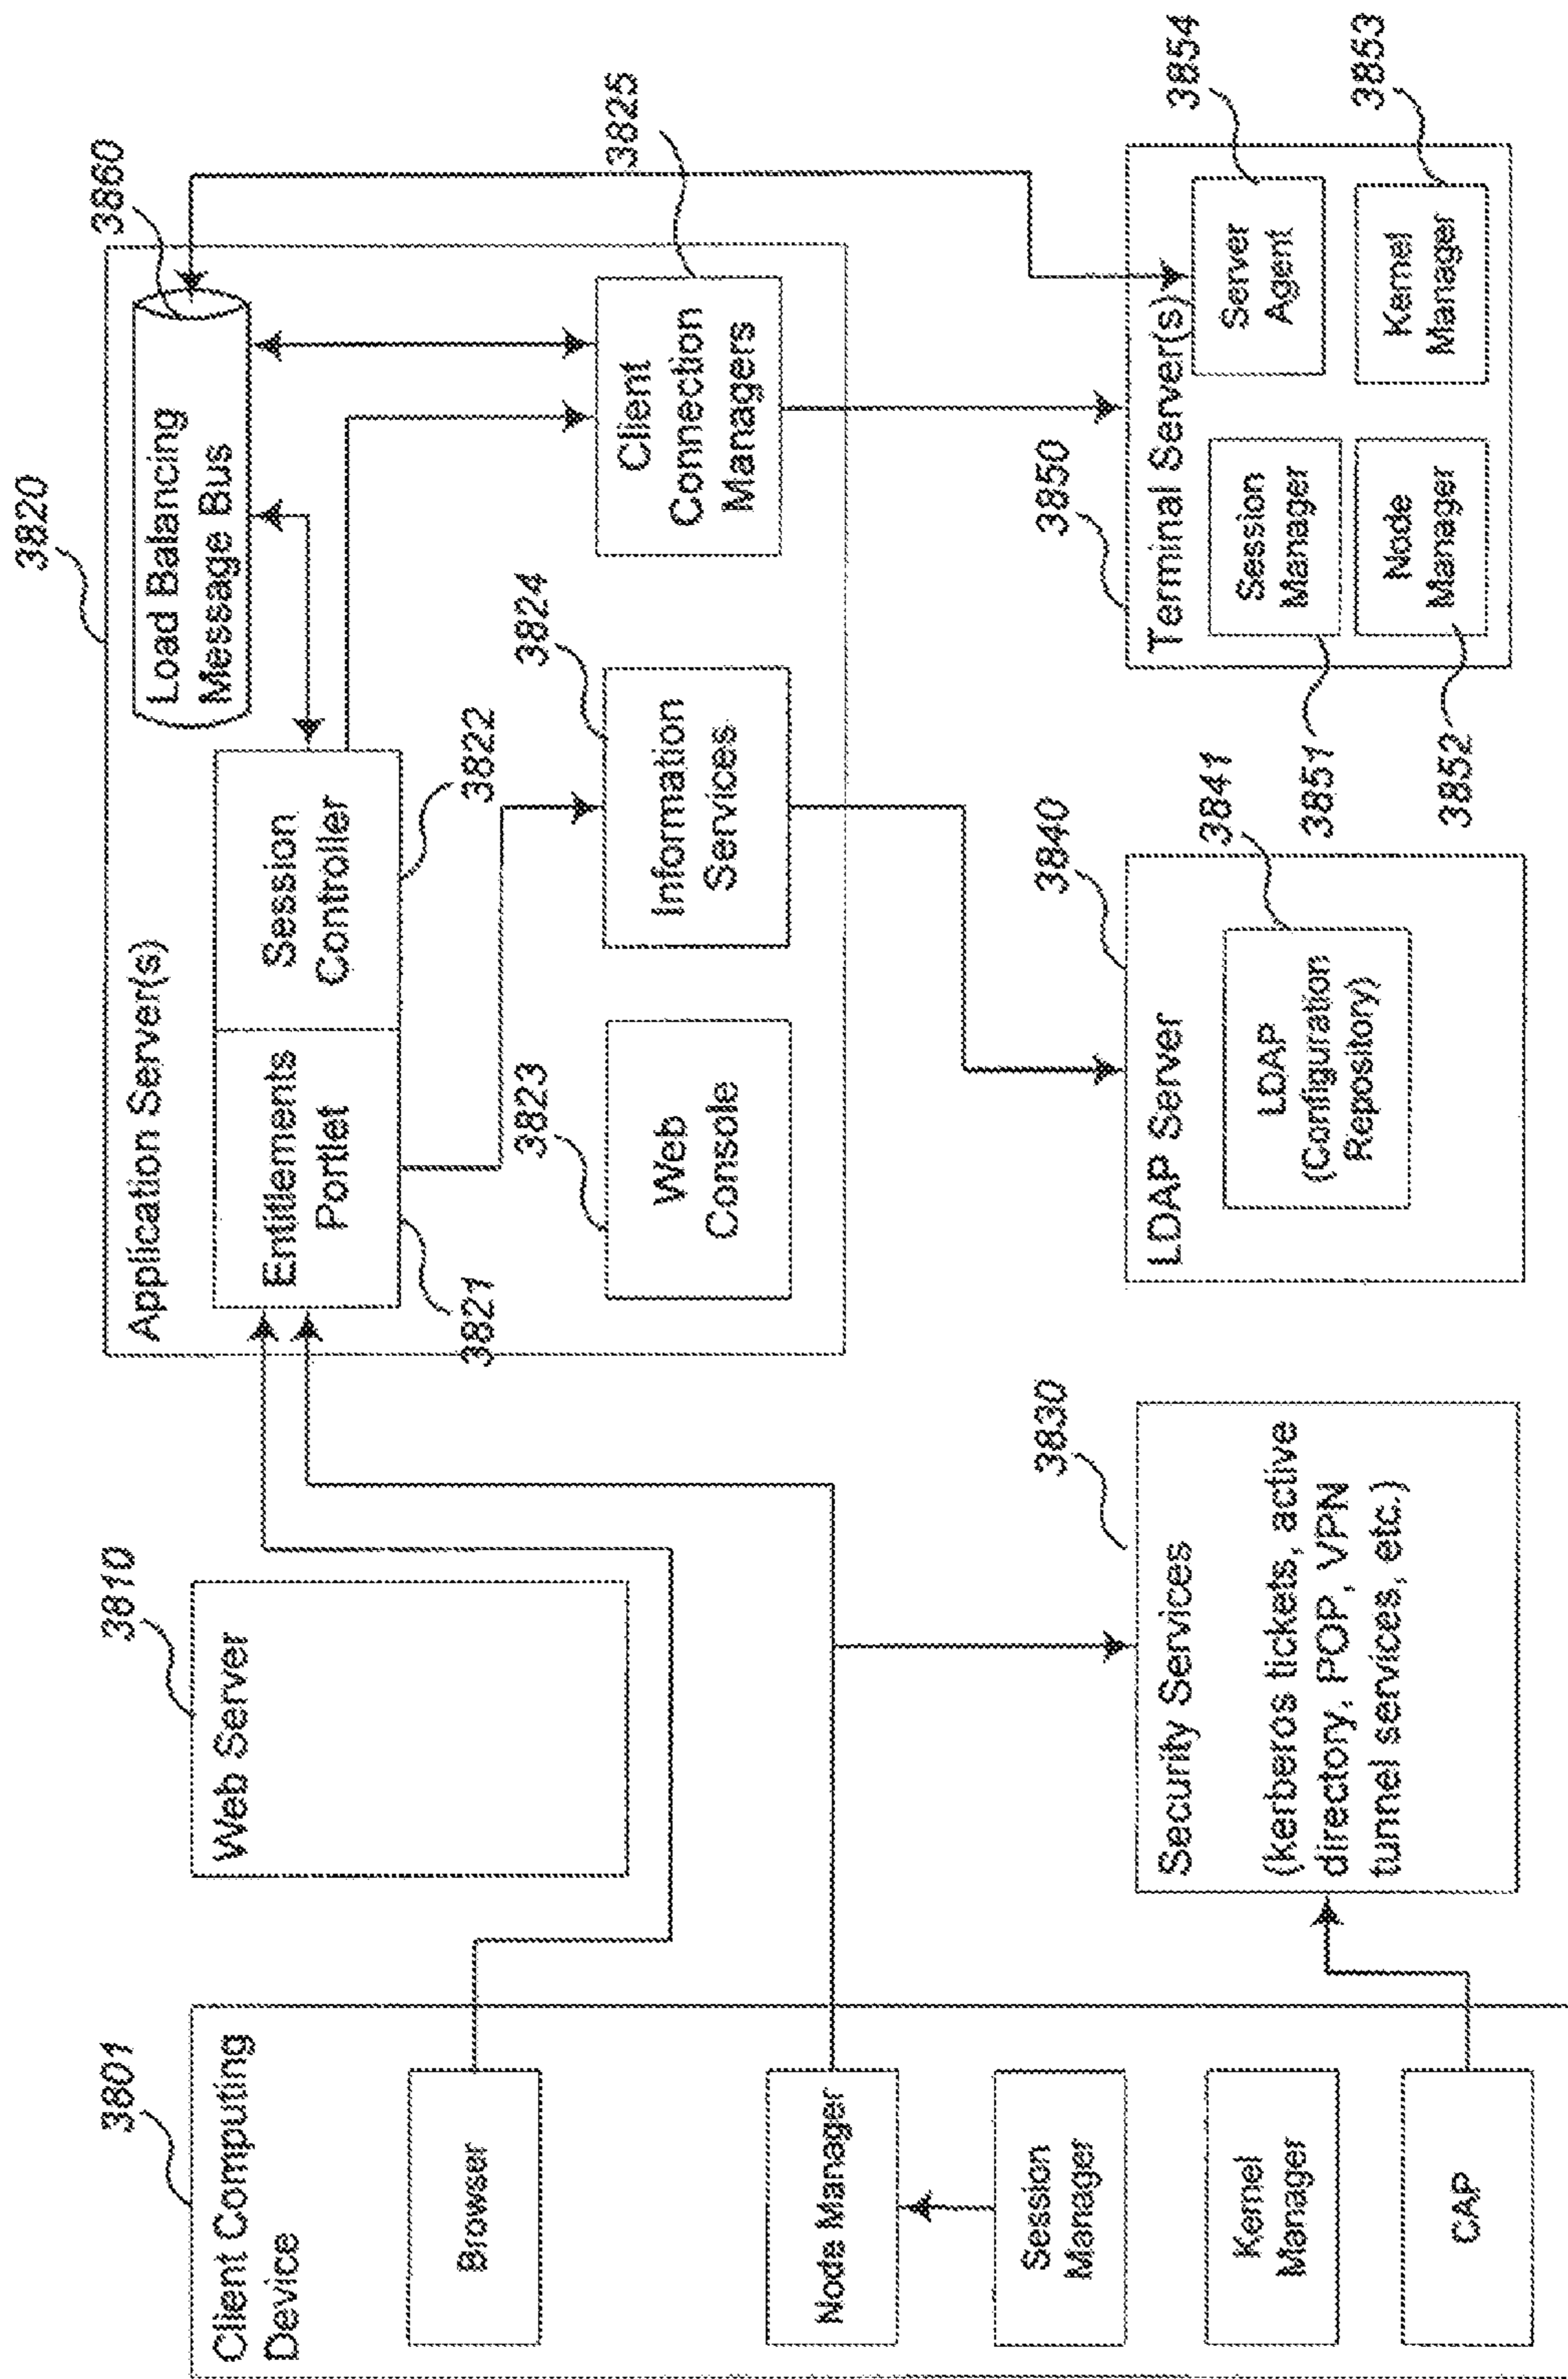 3801
Client Computing
Device
Browser
Node Manager
Session
Manager
Kernel
Manager
CAP
3810
Web Server
3830
Security Services
(kerberos tickets, active
directory, POP, VPN
tunnel services, etc.)
3820
Application Server(s)
Entitlements
Portlet
3821
Session
Controller
3822
Load Balancing
Message Bus
3860
3823
Web
Console
3824
Information
Services
3825
Client
Connection
Managers
3840
LDAP Server
3841
LDAP
(Configuration
Repository)
3850
Terminal Server(s)
Session
Manager
3851
Node
Manager
3852
Server
Agent
3854
Kernel
Manager
3853